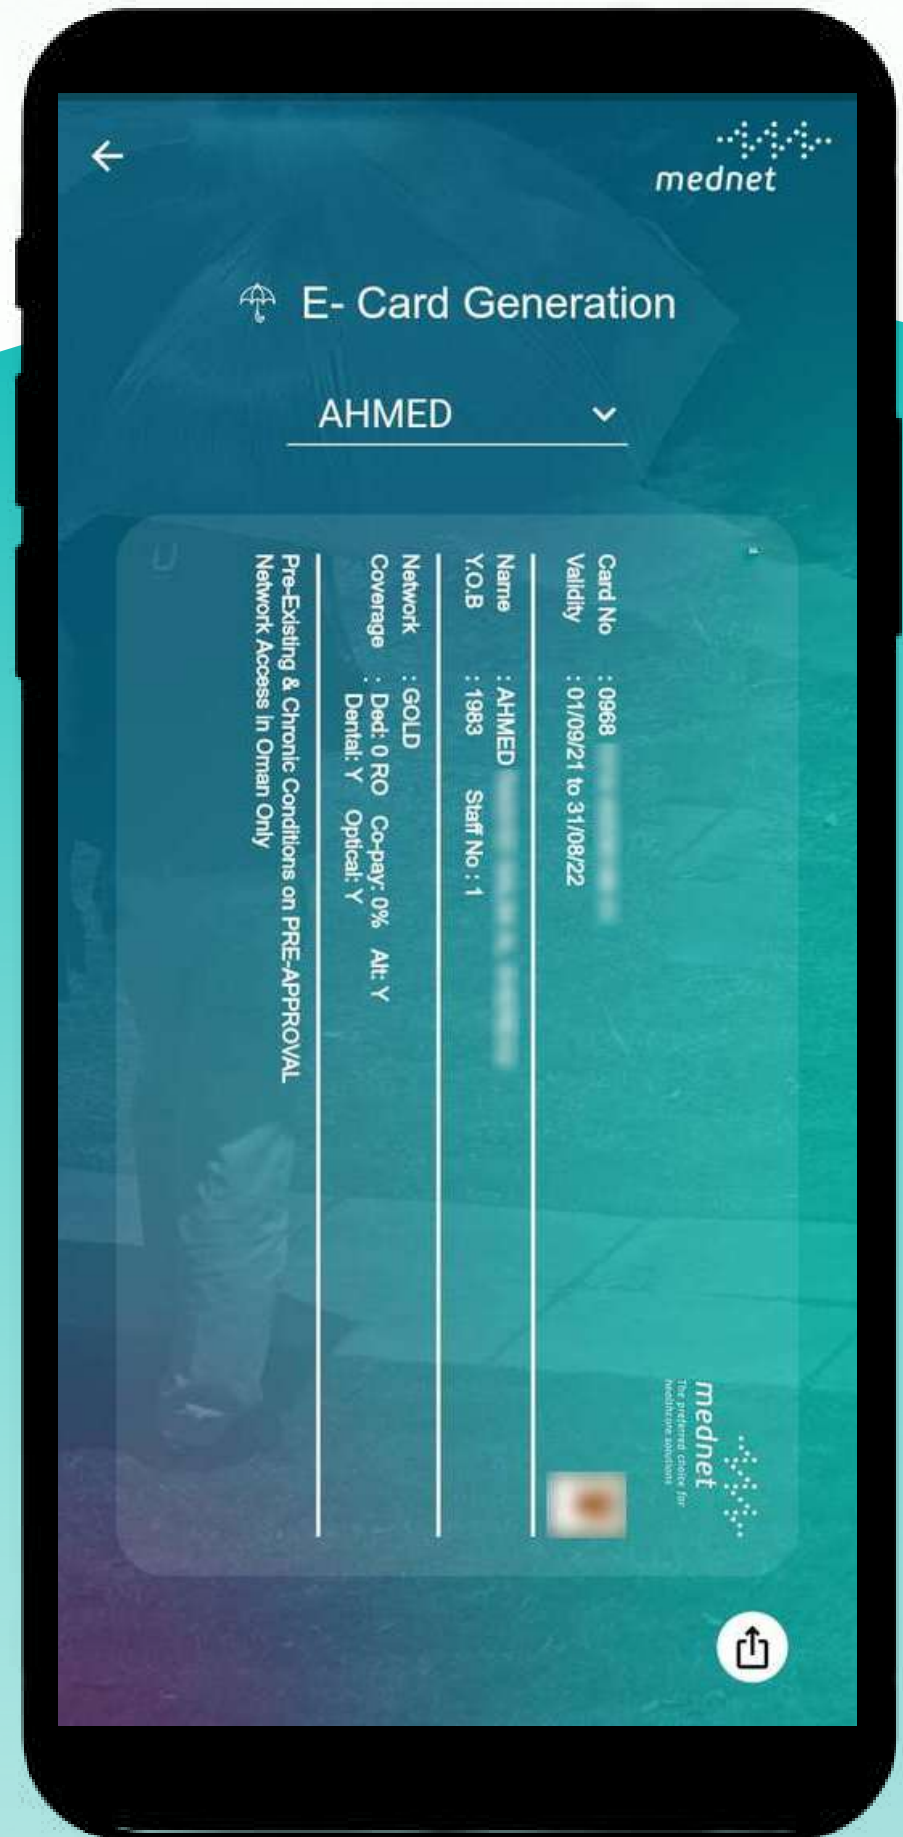 mednet
E- Card Generation
AHMED
mednet
The preferred choice for
healthcare solutions
Card No : 0968
Validity : 01/09/21 to 31/08/22
Name : AHMED
Y.O.B : 1983 Staff No : 1
Network : GOLD
Coverage : Ded: 0 RO Co-pay: 0% Alt: Y
Dental: Y Optical: Y
Pre-Existing & Chronic Conditions on PRE-APPROVAL
Network Access in Oman Only